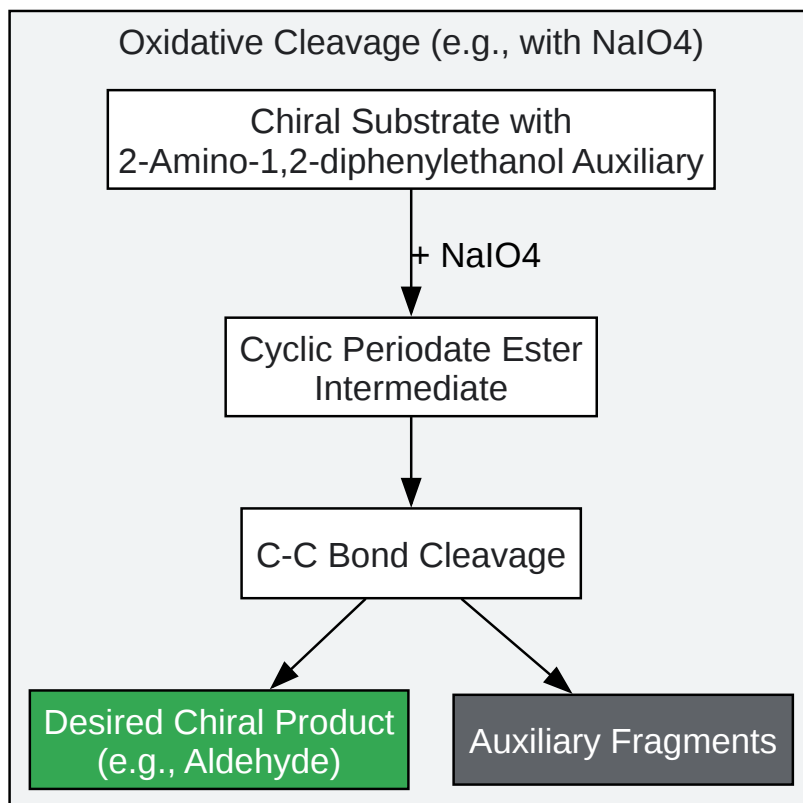 Oxidative Cleavage (e.g., with NaIO4)
Chiral Substrate with
2-Amino-1,2-diphenylethanol Auxiliary
+ NaIO4
Cyclic Periodate Ester
Intermediate
C-C Bond Cleavage
Desired Chiral Product
(e.g., Aldehyde)
Auxiliary Fragments